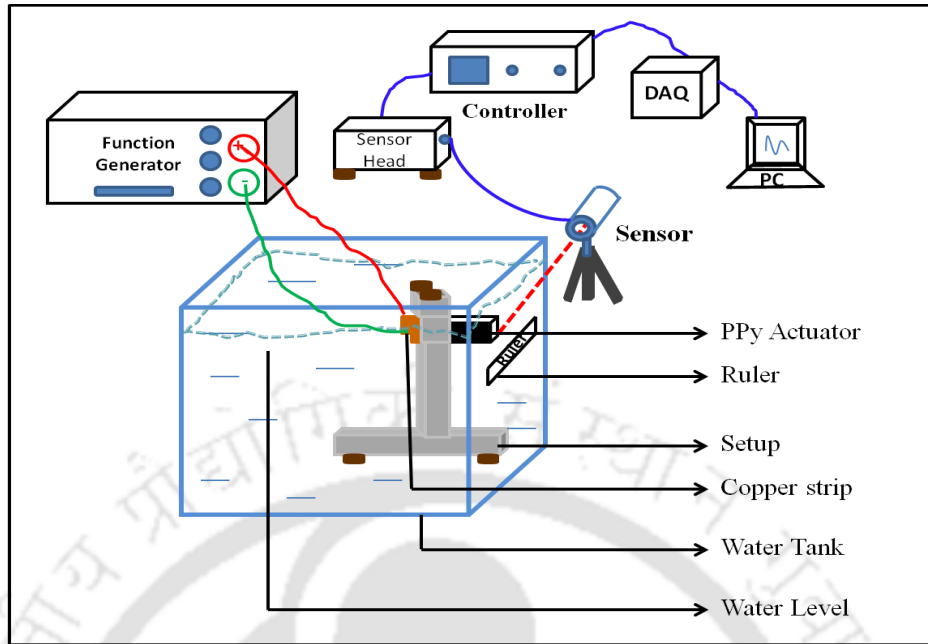 Controller
DAQ
PC
Function
Generator
+
-
Sensor
Head
Sensor
Ruler
PPy Actuator
Ruler
Setup
Copper strip
Water Tank
Water Level